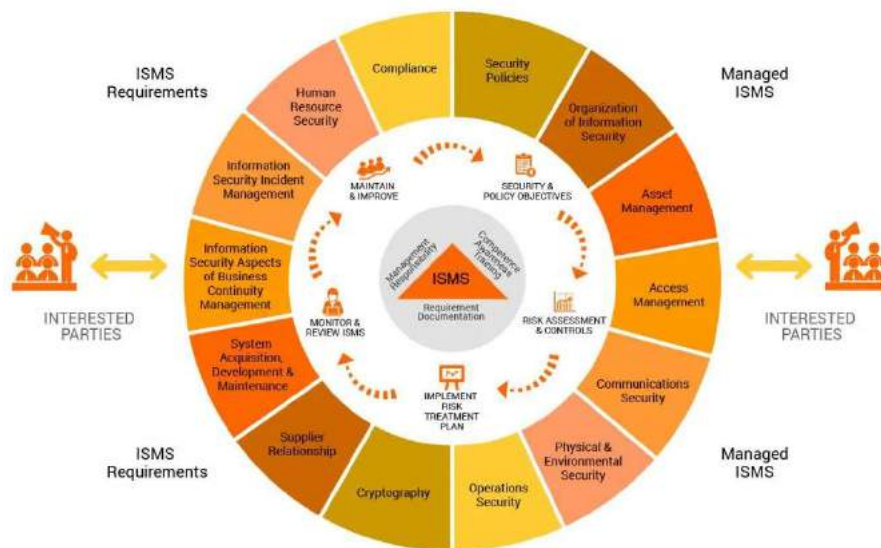 ISMS
Requirements
Managed
ISMS
Compliance
Security
Policies
Organization
of Information
Security
Asset
Management
Access
Management
Communications
Security
Physical &
Environmental
Security
Operations
Security
Cryptography
Supplier
Relationship
System
Acquisition,
Development &
Maintenance
Information
Security Aspects
of Business
Continuity
Management
Information
Security Incident
Management
Human
Resource
Security
MAINTAIN
& IMPROVE
SECURITY &
POLICY OBJECTIVES
RISK ASSESSMENT
& CONTROLS
IMPLEMENT
RISK
TREATMENT
PLAN
MONITOR &
REVIEW ISMS
Management
Responsibility
Competence
Awareness
Training
ISMS
Requirement
Documentation
INTERESTED
PARTIES
INTERESTED
PARTIES
ISMS
Requirements
Managed
ISMS